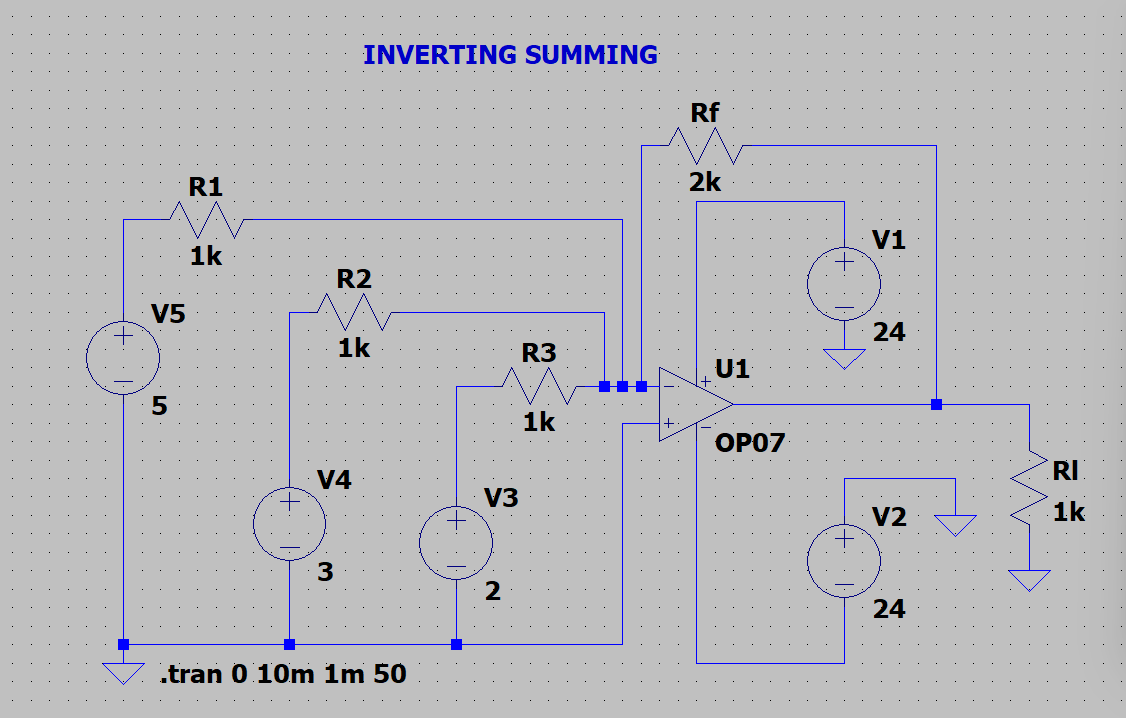 INVERTING SUMMING
Rf
2k
R1
1k
V1
24
R2
1k
V5
5
R3
1k
U1
OP07
V4
3
V3
2
V2
24
Rl
1k
.tran 0 10m 1m 50